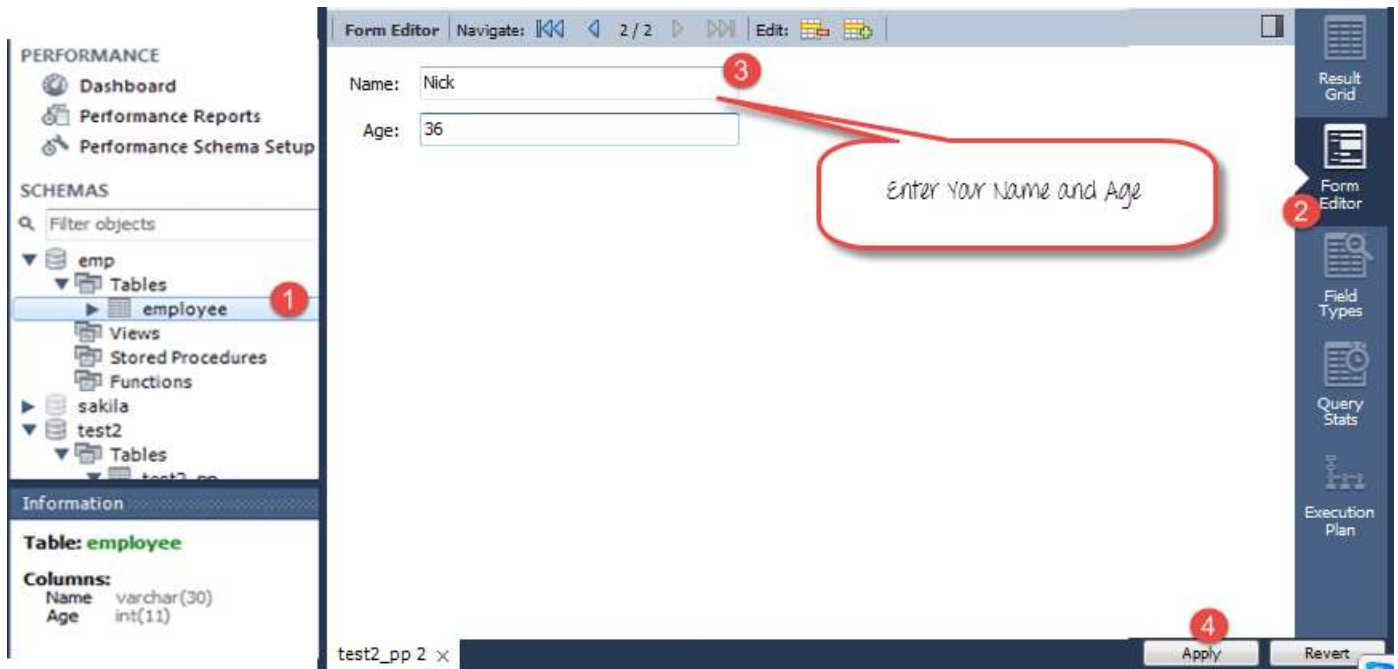 PERFORMANCE
Dashboard
Performance Reports
Performance Schema Setup
SCHEMAS
Filter objects
emp
Tables
employee
1
Views
Stored Procedures
Functions
sakila
test2
Tables
Information
Table: employee
Columns:
Name varchar(30)
Age int(11)
Form Editor Navigate: 2 / 2 Edit:
Name: Nick
3
Age: 36
Enter Your Name and Age
Result
Grid
Form
Editor
2
Field
Types
Query
Stats
Execution
Plan
test2_pp 2 ×
4
Apply Revert